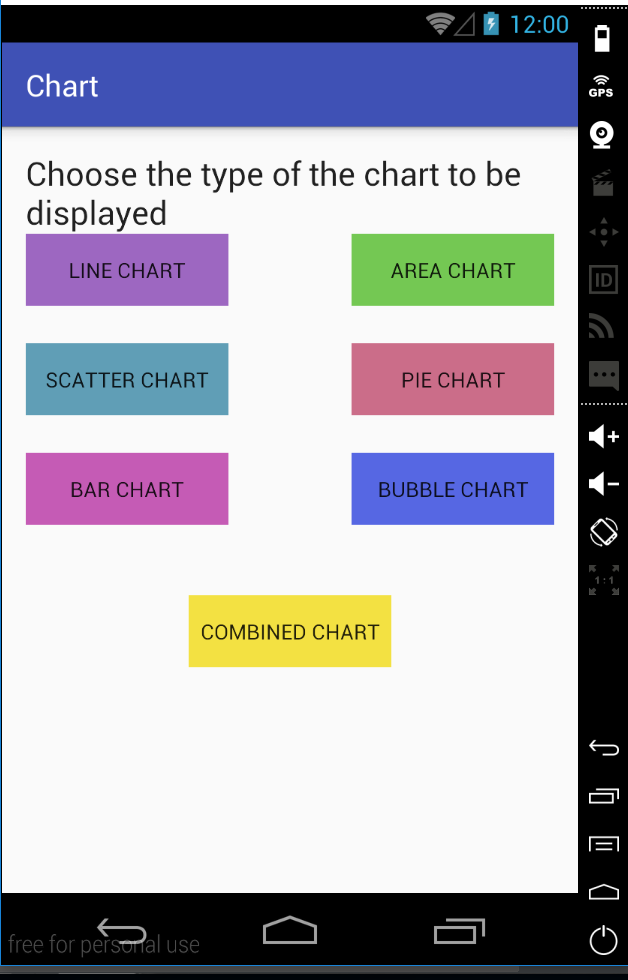 12:00
Chart
GPS
Choose the type of the chart to be
displayed
LINE CHART
AREA CHART
ID
SCATTER CHART
PIE CHART
BAR CHART
BUBBLE CHART
1:1
COMBINED CHART
free for personal use